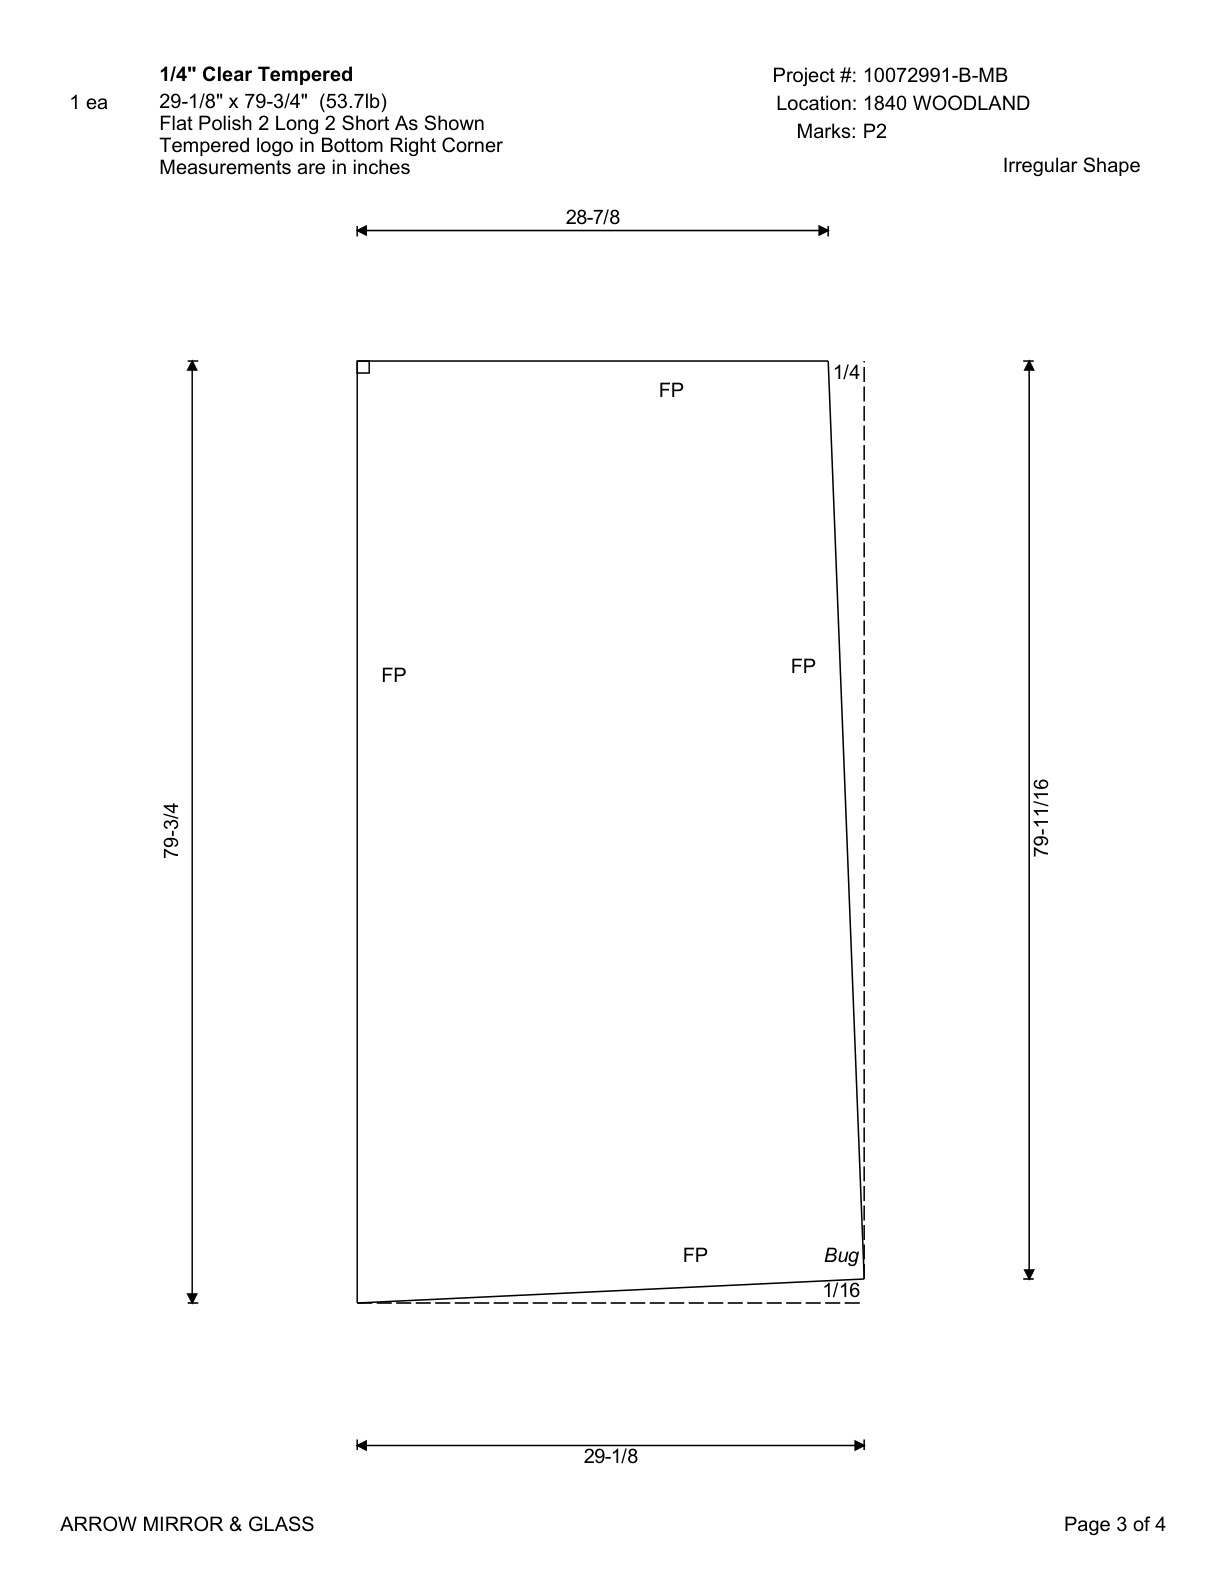 1/4" Clear Tempered
Project #: 10072991-B-MB
1 ea
29-1/8" x 79-3/4" (53.7lb)
Location: 1840 WOODLAND
Flat Polish 2 Long 2 Short As Shown
Marks: P2
Tempered logo in Bottom Right Corner
Measurements are in inches
Irregular Shape
28-7/8
1/4
FP
FP
FP
79-3/4
79-11/16
FP
Bug
1/16
29-1/8
ARROW MIRROR & GLASS
Page 3 of 4